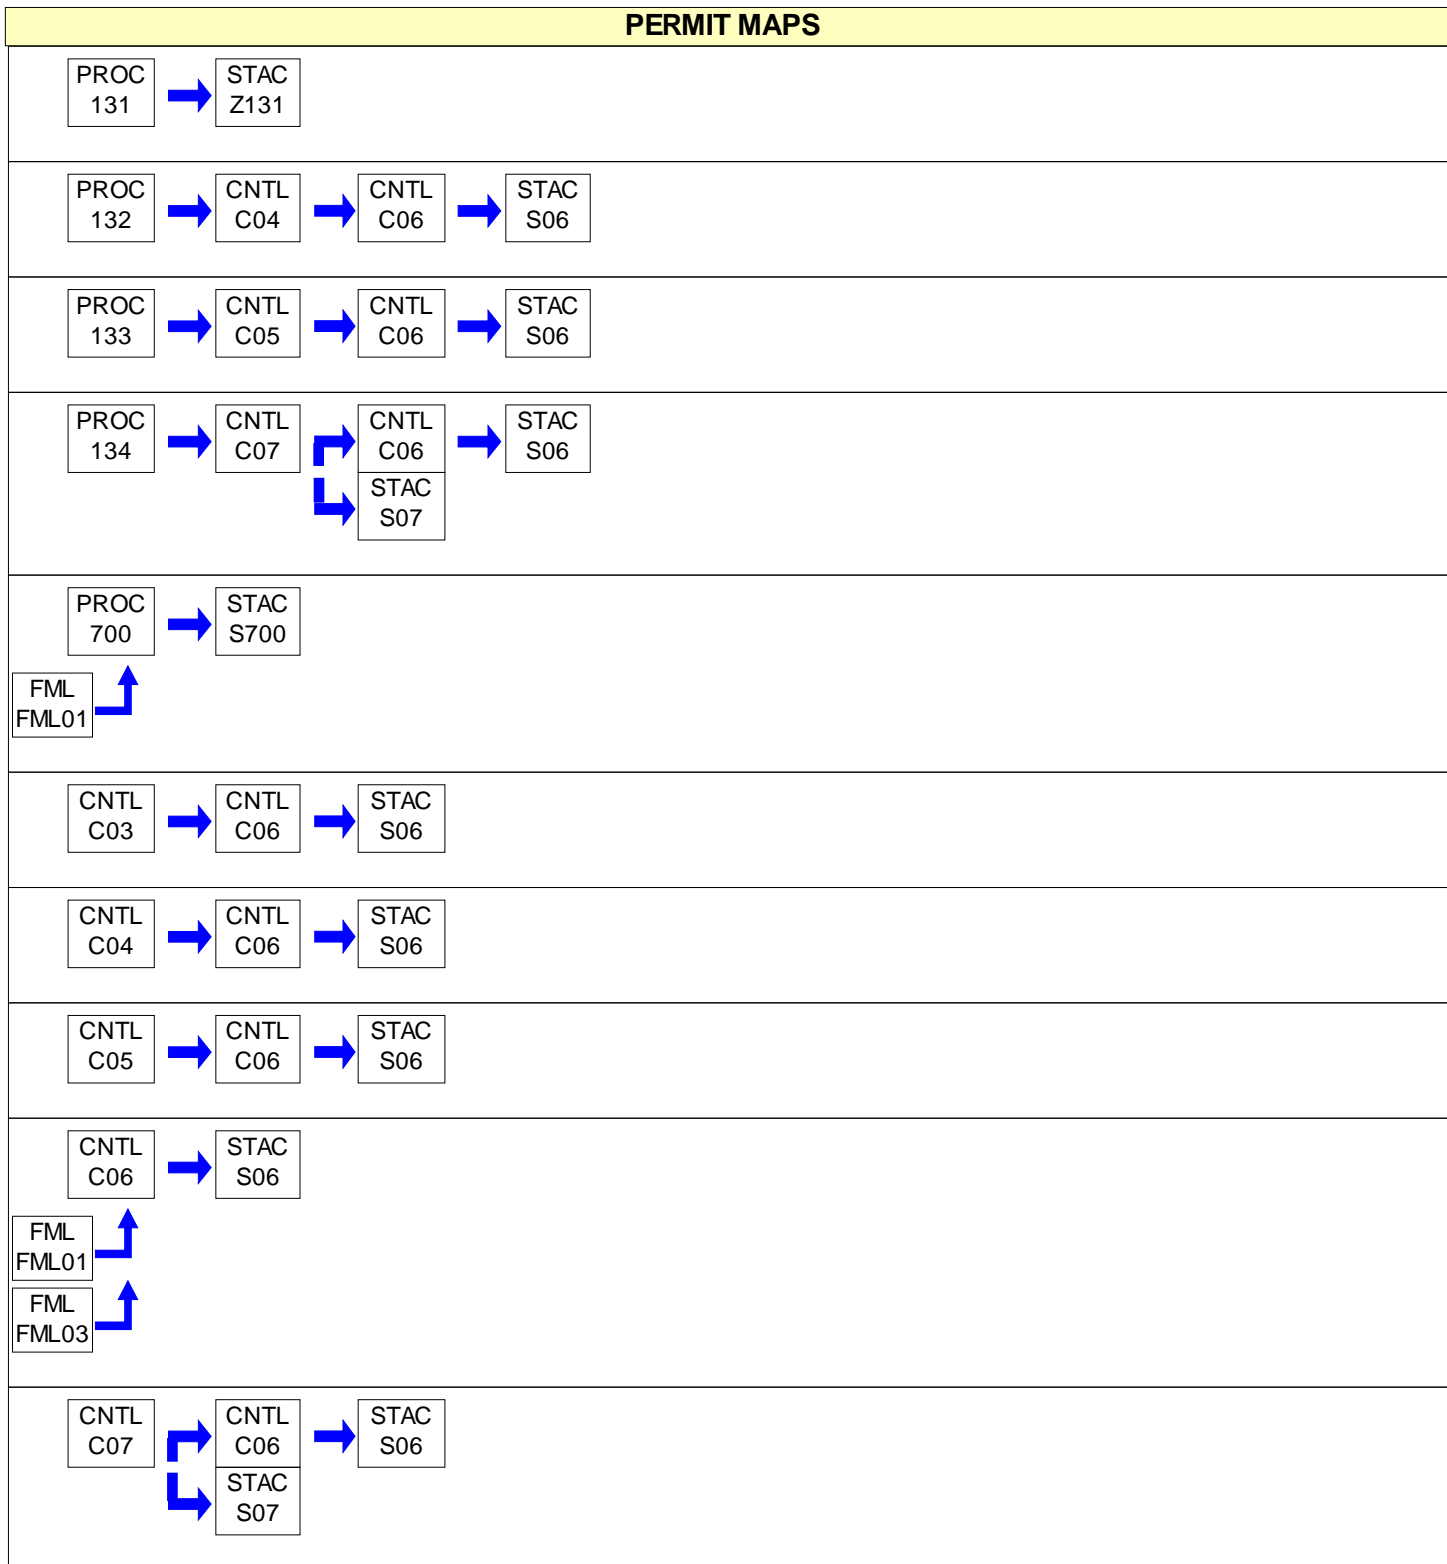 PERMIT MAPS
PROC STAC
131 Z131
PROC CNTL CNTL STAC
132 C04 C06 S06
PROC CNTL CNTL STAC
133 C05 C06 S06
PROC CNTL CNTL STAC
134 C07 C06 S06
STAC
S07
PROC STAC
700 S700
FML
FML01
CNTL CNTL STAC
C03 C06 S06
CNTL CNTL STAC
C04 C06 S06
CNTL CNTL STAC
C05 C06 S06
CNTL STAC
C06 S06
FML
FML01
FML
FML03
CNTL CNTL STAC
C07 C06 S06
STAC
S07